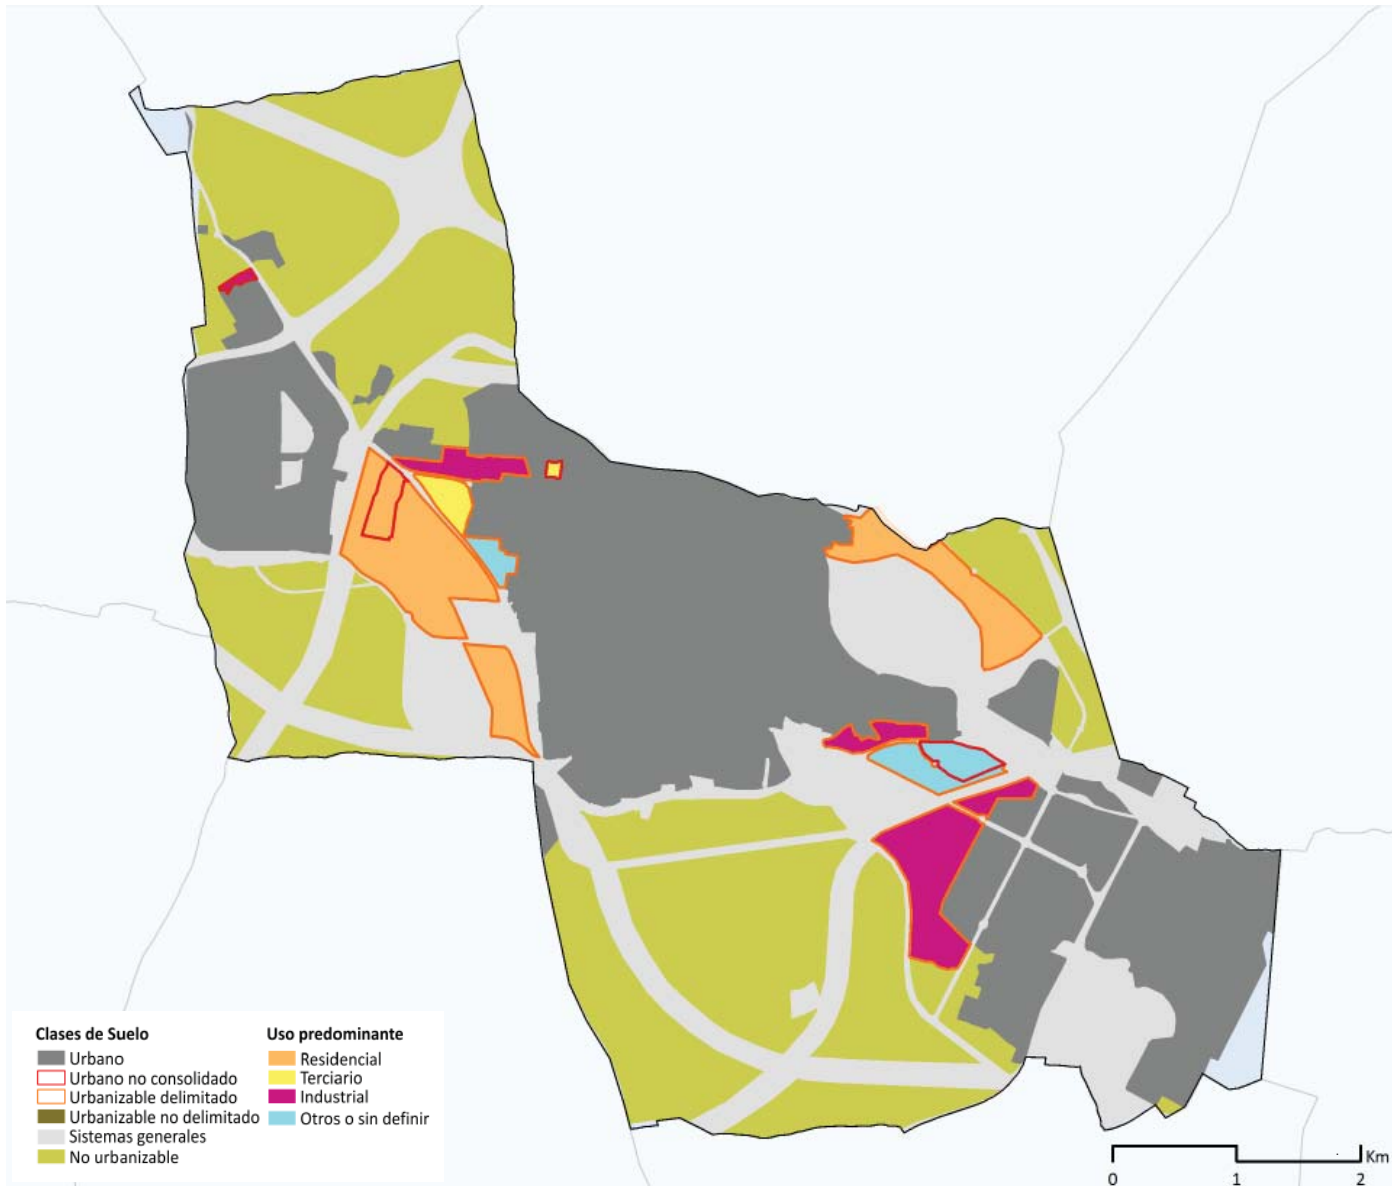 Clases de Suelo
Urbano
Urbano no consolidado
Urbanizable delimitado
Urbanizable no delimitado
Sistemas generales
No urbanizable
Uso predominante
Residencial
Terciario
Industrial
Otros o sin definir
Km
0 1 2